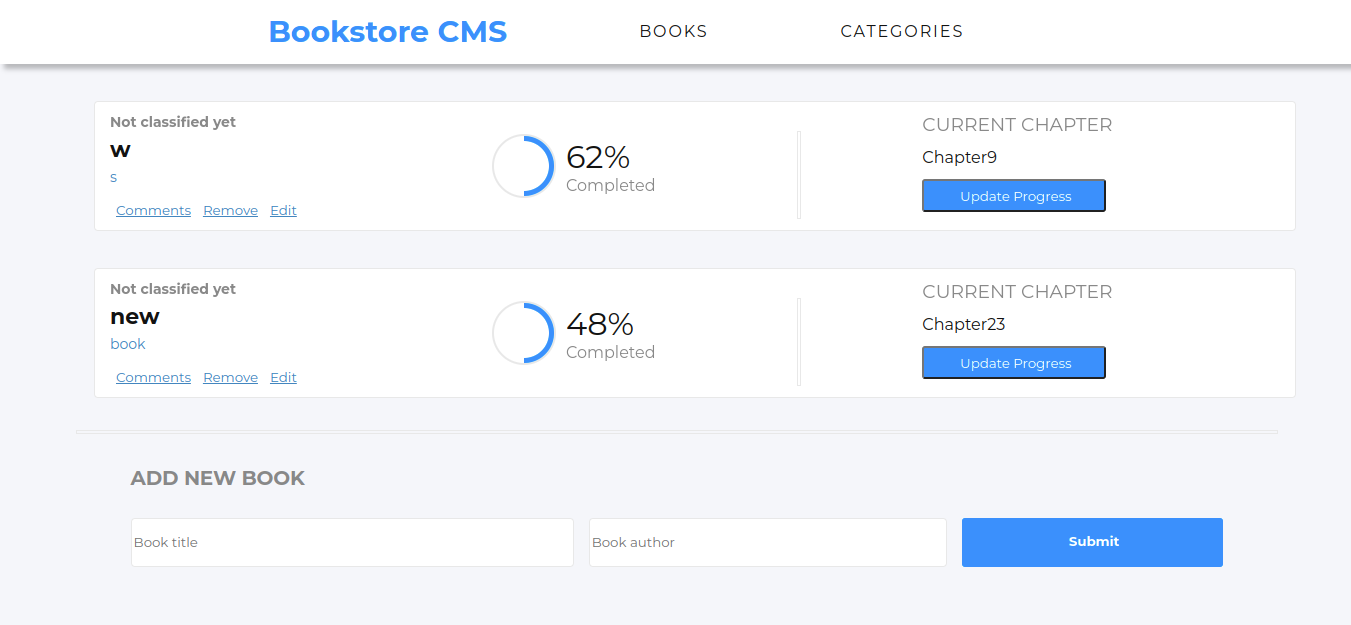 Bookstore CMS BOOKS CATEGORIES
Not classified yet
w
s
Comments Remove Edit
62%
Completed
CURRENT CHAPTER
Chapter9
Update Progress
Not classified yet
new
book
Comments Remove Edit
48%
Completed
CURRENT CHAPTER
Chapter23
Update Progress
ADD NEW BOOK
Book title Book author Submit